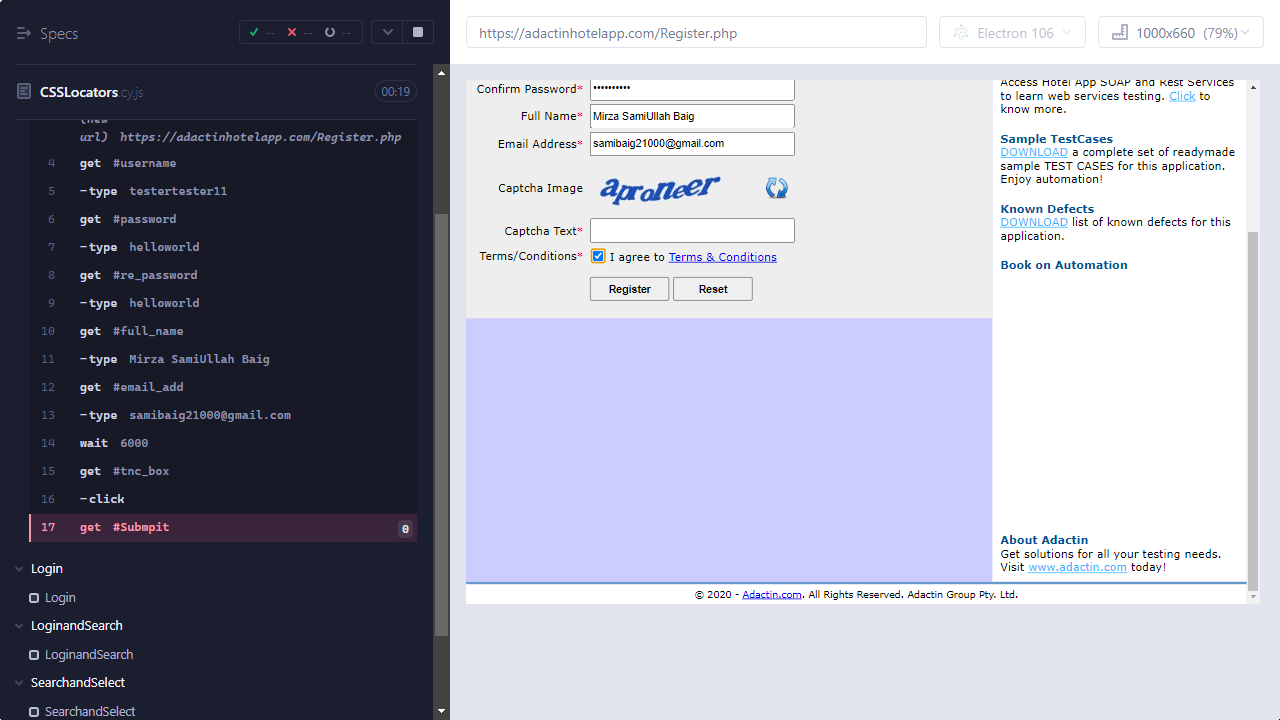 Specs
-- -- --
CSSLocators.cy.js
00:19
(new
url) https://adactinhotelapp.com/Register.php
4 get #username
5 -type testertester11
6 get #password
7 -type helloworld
8 get #re_password
9 -type helloworld
10 get #full_name
11 -type Mirza SamiUllah Baig
12 get #email_add
13 -type samibaig21000@gmail.com
14 wait 6000
15 get #tnc_box
16 -click
17 get #Submpit 0
Login
Login
LoginandSearch
LoginandSearch
SearchandSelect
SearchandSelect
https://adactinhotelapp.com/Register.php
Electron 106
1000x660 (79%)
Confirm Password* ••••••••••
Full Name* Mirza SamiUllah Baig
Email Address* samibaig21000@gmail.com
Captcha Image aproneer
Captcha Text*
Terms/Conditions* I agree to Terms & Conditions
Register Reset
Access Hotel App SOAP and Rest Services
to learn web services testing. Click to
know more.
Sample TestCases
DOWNLOAD a complete set of readymade
sample TEST CASES for this application.
Enjoy automation!
Known Defects
DOWNLOAD list of known defects for this
application.
Book on Automation
About Adactin
Get solutions for all your testing needs.
Visit www.adactin.com today!
© 2020 - Adactin.com. All Rights Reserved. Adactin Group Pty. Ltd.